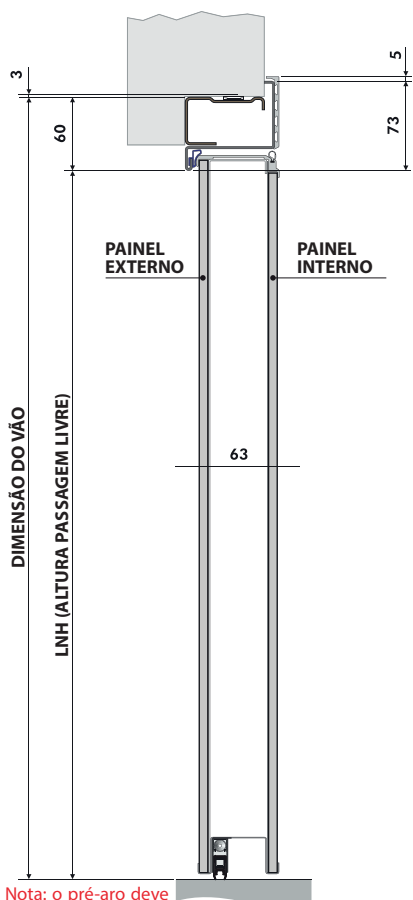 5
3
60
73
PAINEL
EXTERNO
PAINEL
INTERNO
63
DIMENSÃO DO VÃO
LNH (ALTURA PASSAGEM LIVRE)
Nota: o pré-aro deve